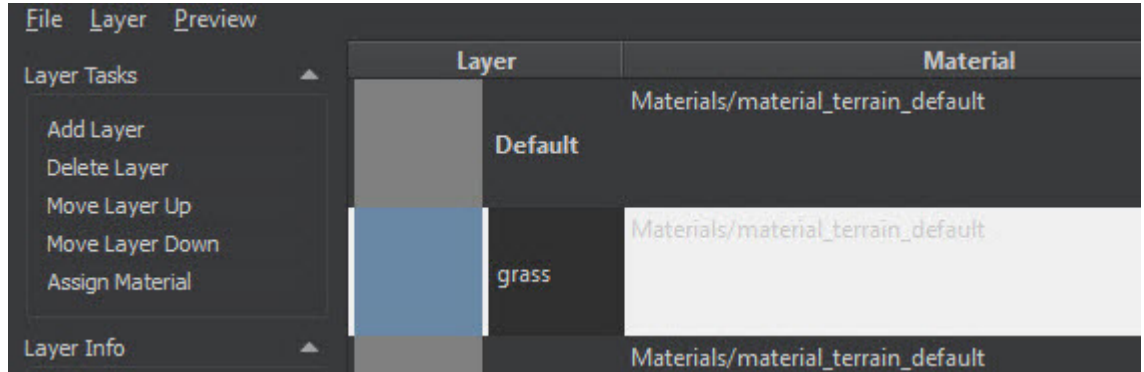 File Layer Preview
Layer Tasks
Add Layer
Delete Layer
Move Layer Up
Move Layer Down
Assign Material
Layer Info
Layer Material
Default Materials/material_terrain_default
grass Materials/material_terrain_default
Materials/material_terrain_default